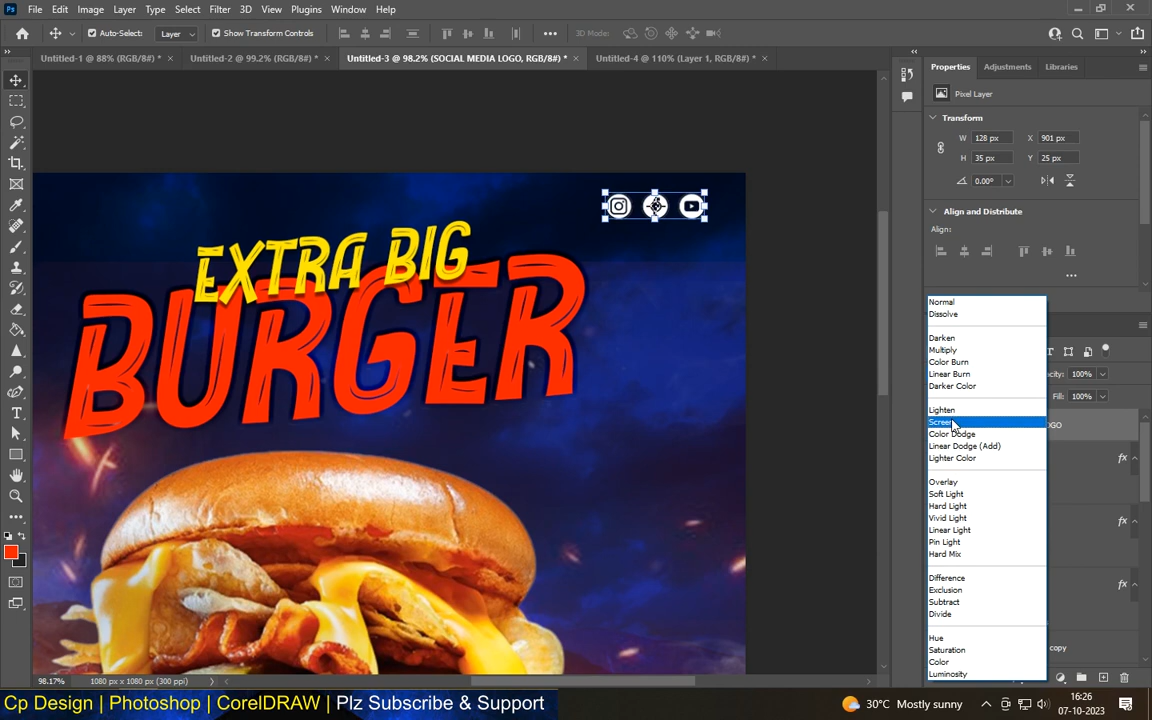 File Edit Image Layer Type Select Filter 3D View Plugins Window Help
Auto-Select: Layer Show Transform Controls 3D Mode:
Untitled-1 @ 88% (RGB/8#) * Untitled-2 @ 99.2% (RGB/8#) * Untitled-3 @ 98.2% (SOCIAL MEDIA LOGO, RGB/8#) * Untitled-4 @ 110% (Layer 1, RGB/8#) *
Properties Adjustments Libraries
Pixel Layer
Transform
W 128 px X 901 px
H 35 px Y 25 px
0.00°
Align and Distribute
Align:
EXTRA BIG
BURGER
Normal
Dissolve
Darken
Multiply
Color Burn
Linear Burn
Darker Color
Lighten
Screen
Color Dodge
Linear Dodge (Add)
Lighter Color
Overlay
Soft Light
Hard Light
Vivid Light
Linear Light
Pin Light
Hard Mix
Difference
Exclusion
Subtract
Divide
Hue
Saturation
Color
Luminosity
100%
Fill: 100%
fx
fx
fx
copy
98.17% 1080 px x 1080 px (300 ppi)
Cp Design | Photoshop | CorelDRAW | Plz Subscribe & Support
30°C Mostly sunny
16:26
07-10-2023